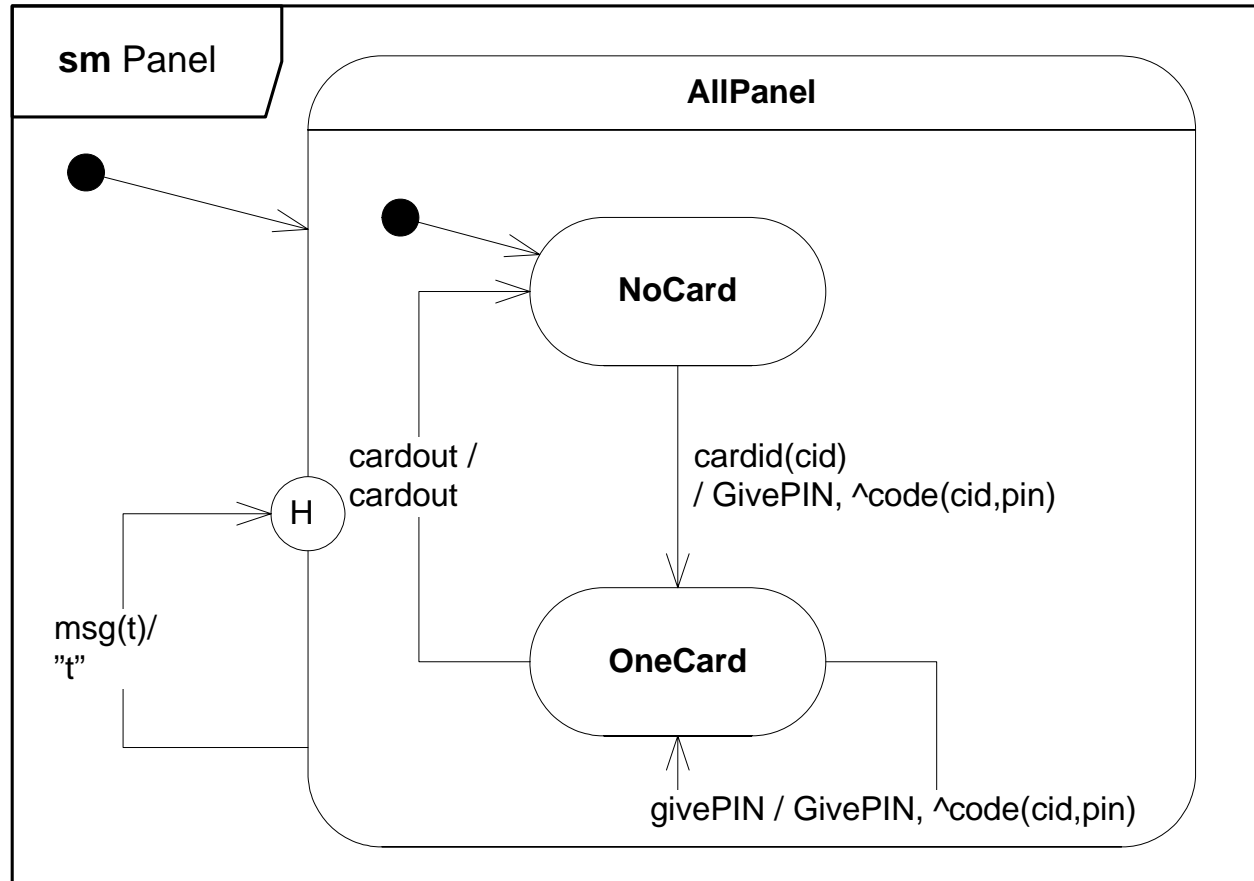 sm Panel
AllPanel
NoCard
cardout /
cardout
cardid(cid)
/ GivePIN, ^code(cid,pin)
H
msg(t)/
”t”
OneCard
givePIN / GivePIN, ^code(cid,pin)